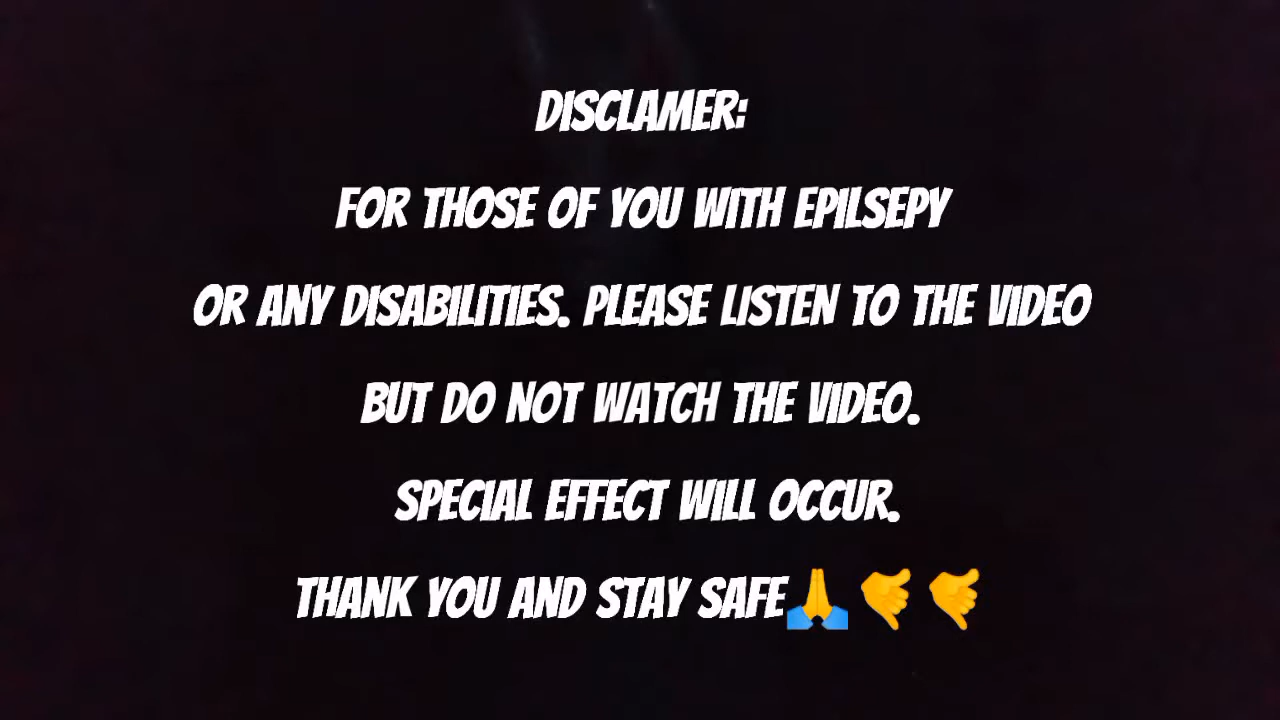 DISCLAMER:
FOR THOSE OF YOU WITH EPILSEPY
OR ANY DISABILITIES. PLEASE LISTEN TO THE VIDEO
BUT DO NOT WATCH THE VIDEO.
SPECIAL EFFECT WILL OCCUR.
THANK YOU AND STAY SAFE🙏🤙🤙